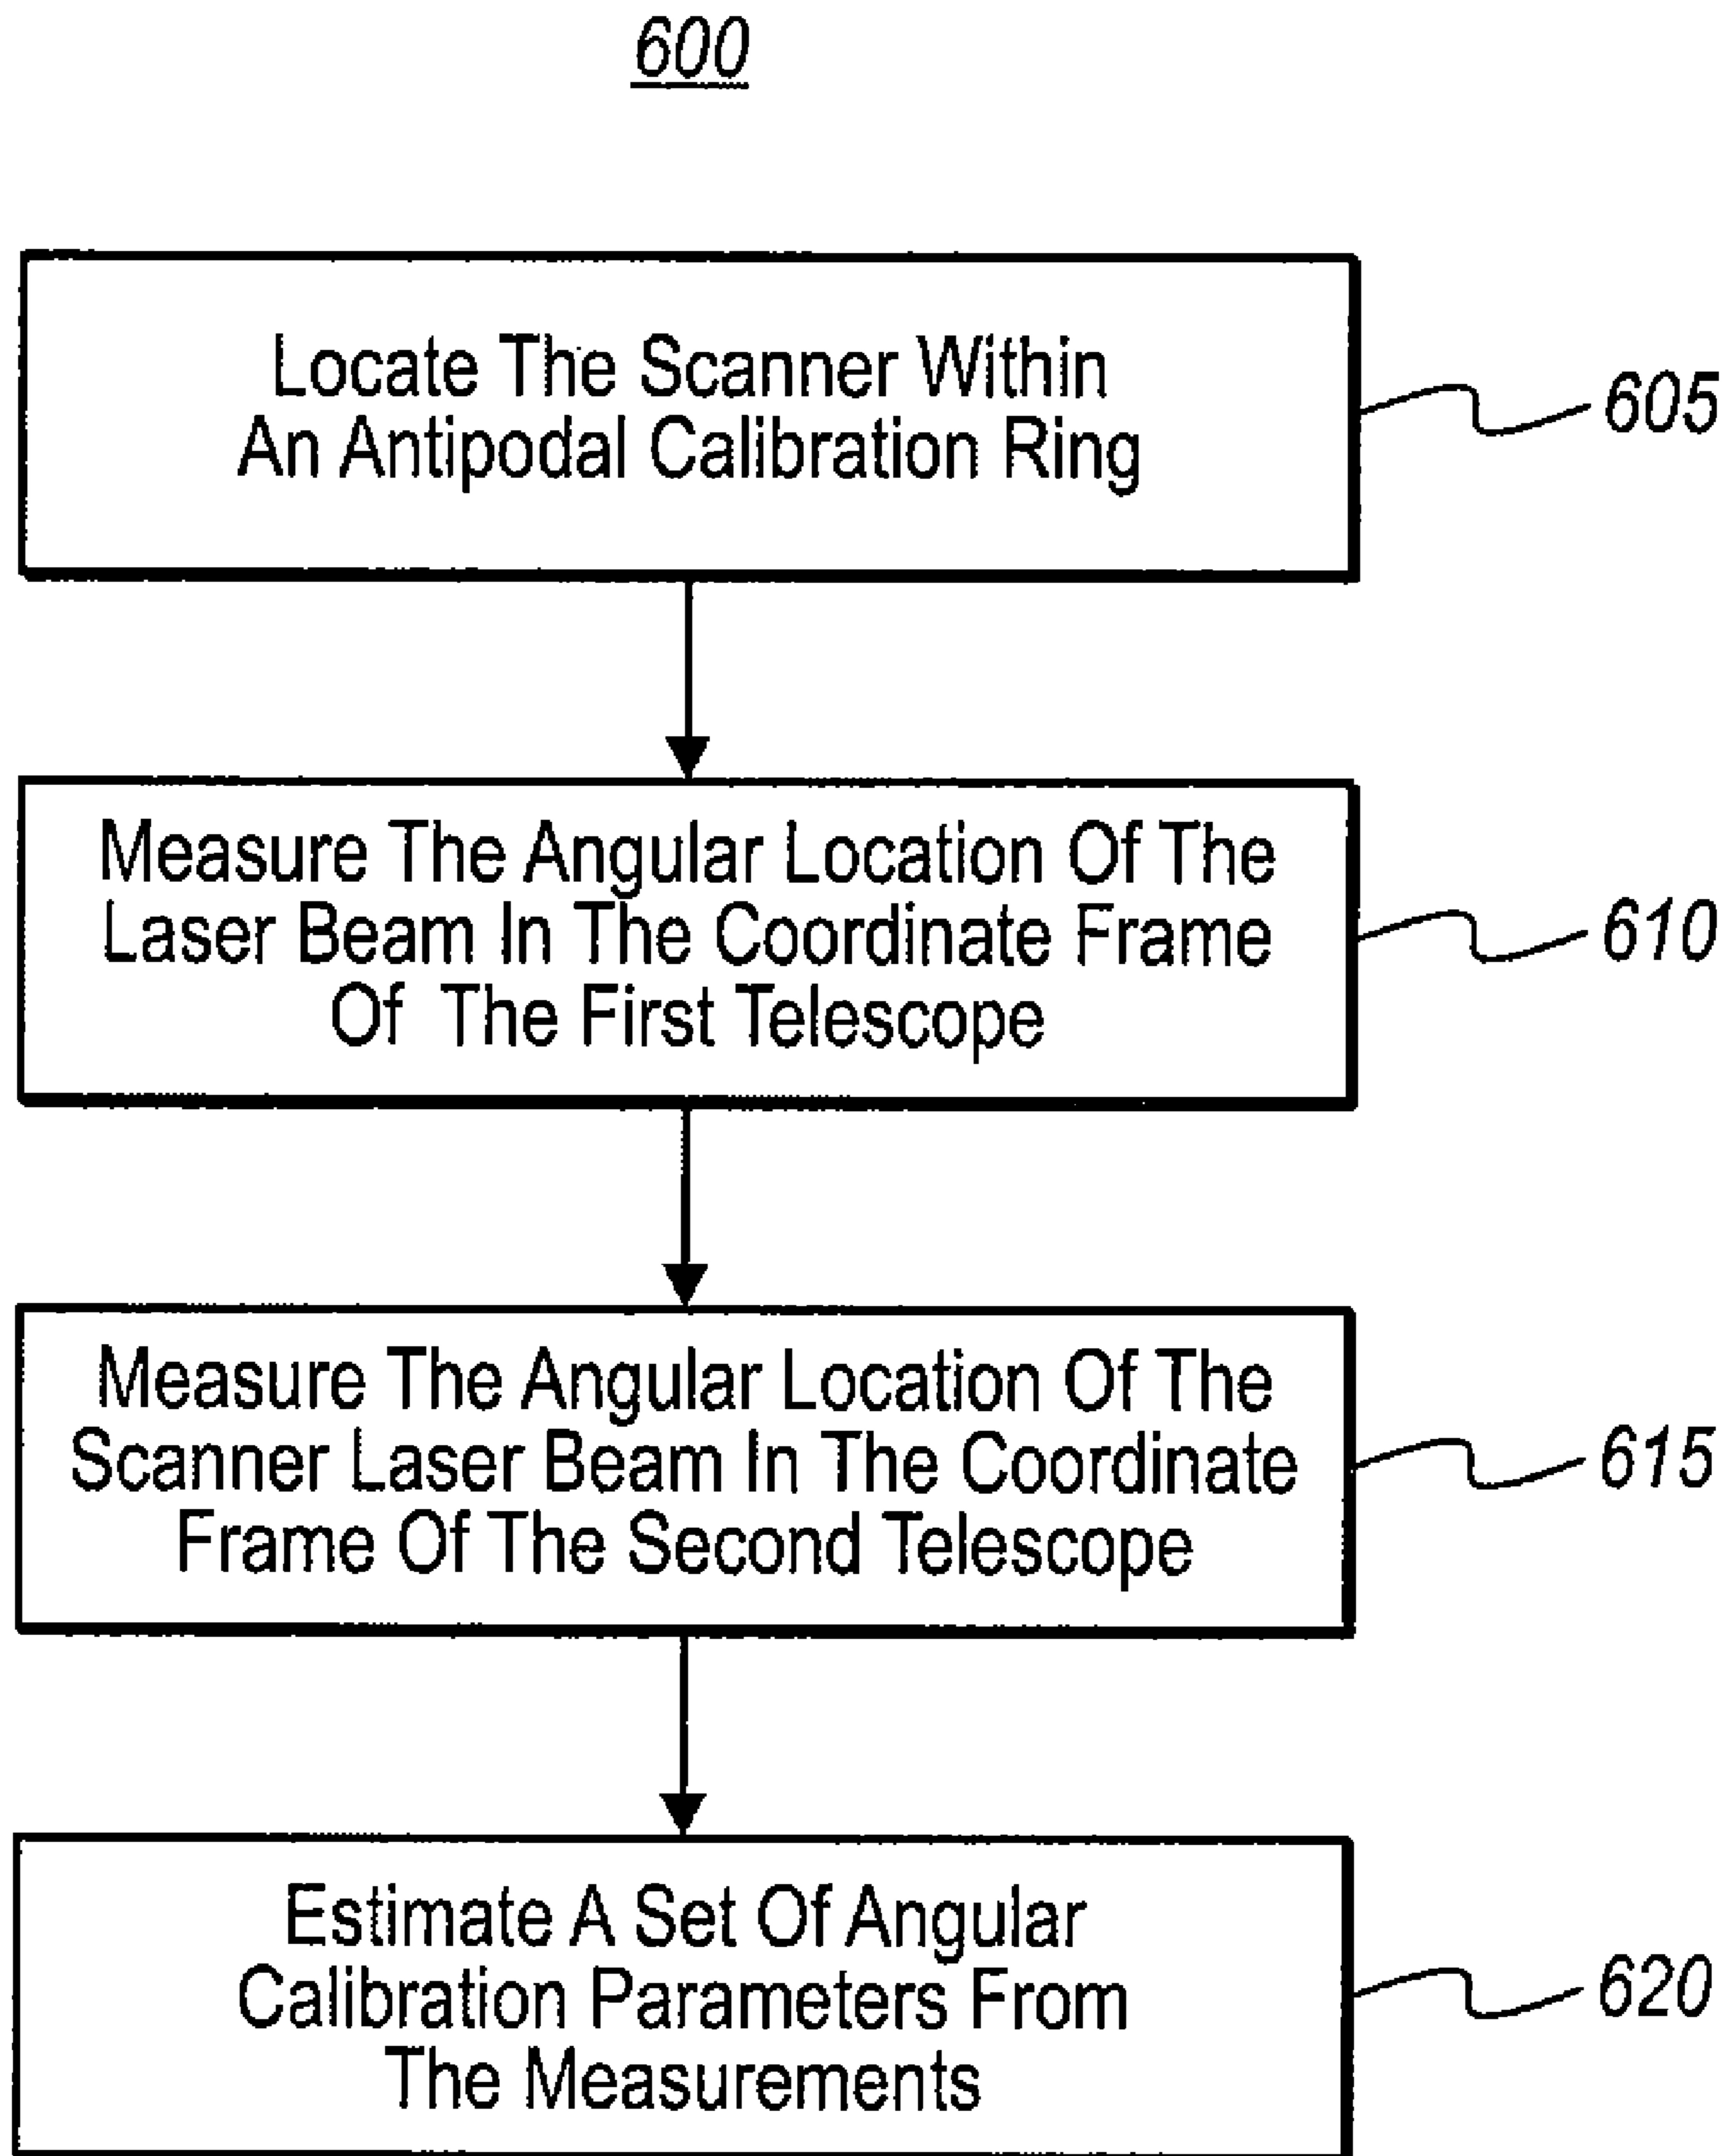 600
Locate The Scanner Within
An Antipodal Calibration Ring
605
Measure The Angular Location Of The
Laser Beam In The Coordinate Frame
Of The First Telescope
610
Measure The Angular Location Of The
Scanner Laser Beam In The Coordinate
Frame Of The Second Telescope
615
Estimate A Set Of Angular
Calibration Parameters From
The Measurements
620